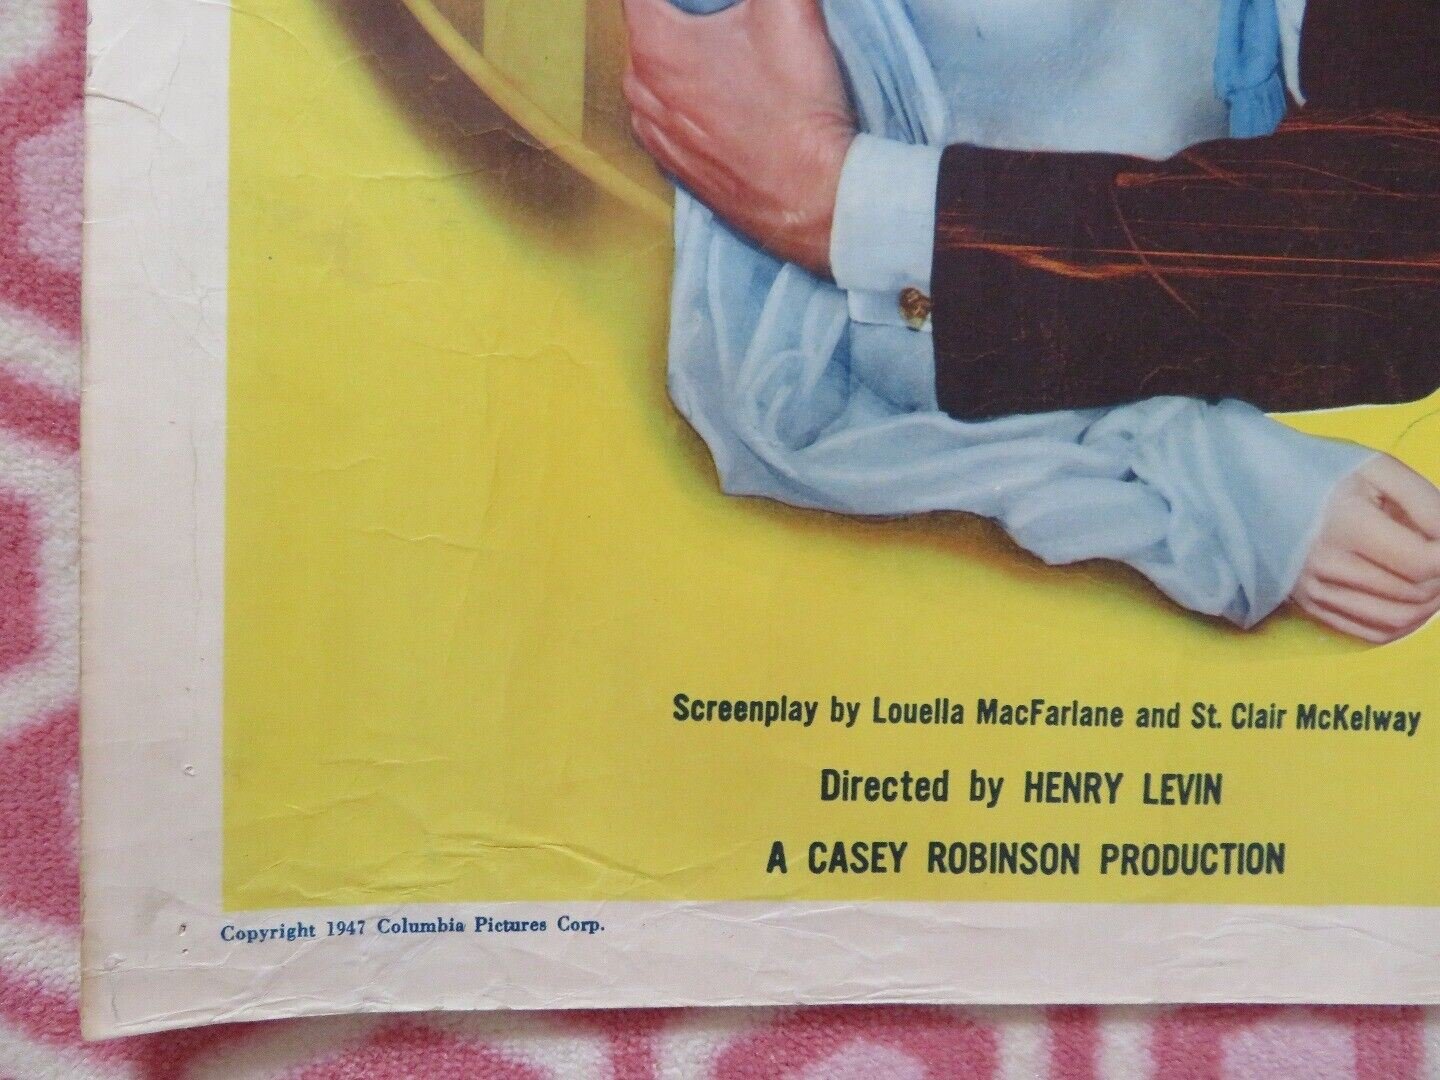 Screenplay by Louella MacFarlane and St. Clair McKelway
Directed by HENRY LEVIN
A CASEY ROBINSON PRODUCTION
Copyright 1947 Columbia Pictures Corp.